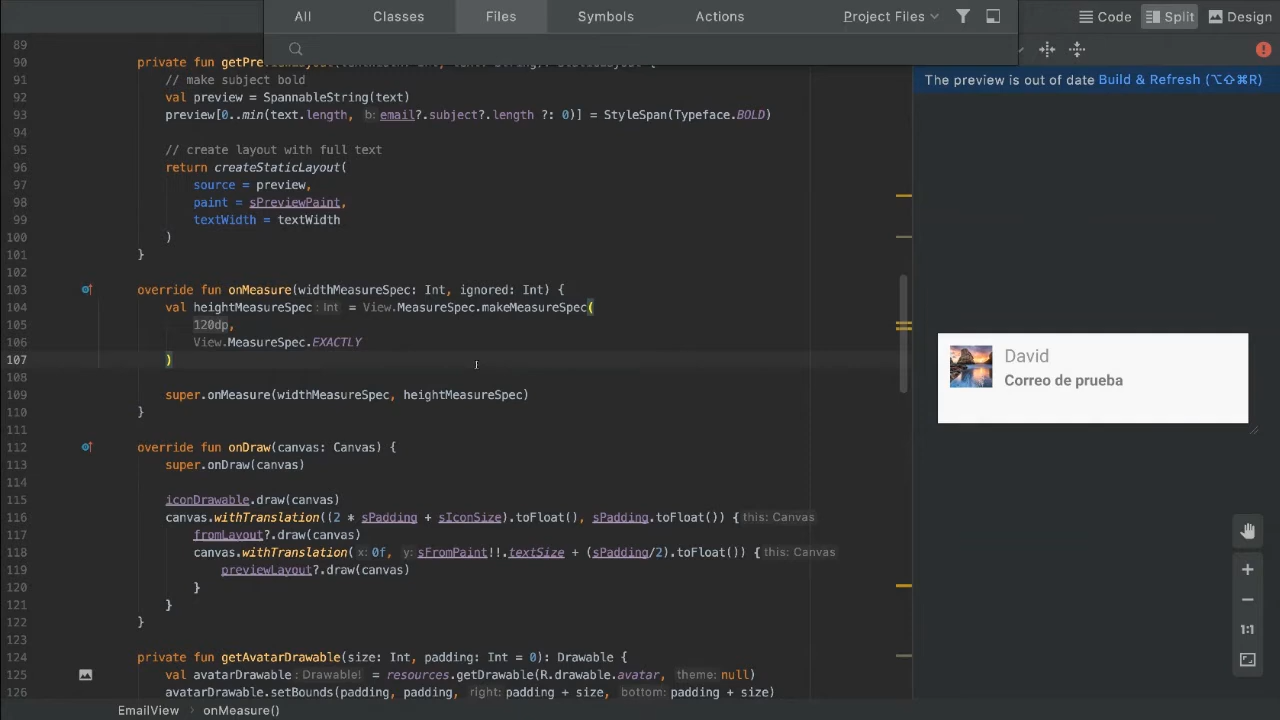 All Classes Files Symbols Actions Project Files Code Split Design
The preview is out of date Build & Refresh (⌥⇧⌘R)
89
90 private fun
91 // make subject bold
92 val preview = SpannableString(text)
93 preview[0..min(text.length, b: email?.subject?.length ?: 0)] = StyleSpan(Typeface.BOLD)
94
95 // create layout with full text
96 return createStaticLayout(
97 source = preview,
98 paint = sPreviewPaint,
99 textWidth = textWidth
100 )
101 }
102
103 override fun onMeasure(widthMeasureSpec: Int, ignored: Int) {
104 val heightMeasureSpec : Int = View.MeasureSpec.makeMeasureSpec(
105 120dp,
106 View.MeasureSpec.EXACTLY
107 )
108
109 super.onMeasure(widthMeasureSpec, heightMeasureSpec)
110 }
111
112 override fun onDraw(canvas: Canvas) {
113 super.onDraw(canvas)
114
115 iconDrawable.draw(canvas)
116 canvas.withTranslation((2 * sPadding + sIconSize).toFloat(), sPadding.toFloat()) { this: Canvas
117 fromLayout?.draw(canvas)
118 canvas.withTranslation( x: 0f, y: sFromPaint!!.textSize + (sPadding/2).toFloat()) { this: Canvas
119 previewLayout?.draw(canvas)
120 }
121 }
122 }
123
124 private fun getAvatarDrawable(size: Int, padding: Int = 0): Drawable {
125 val avatarDrawable : Drawable! = resources.getDrawable(R.drawable.avatar, theme: null)
126 avatarDrawable.setBounds(padding, padding, right: padding + size, bottom: padding + size)
David
Correo de prueba
1:1
EmailView › onMeasure()